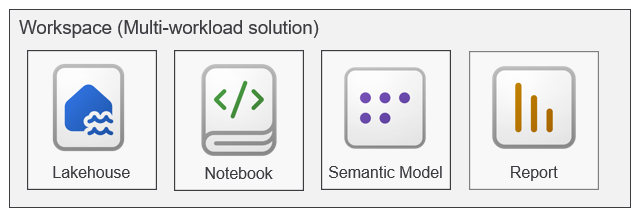 Workspace (Multi-workload solution)
Lakehouse
Notebook
Semantic Model
Report